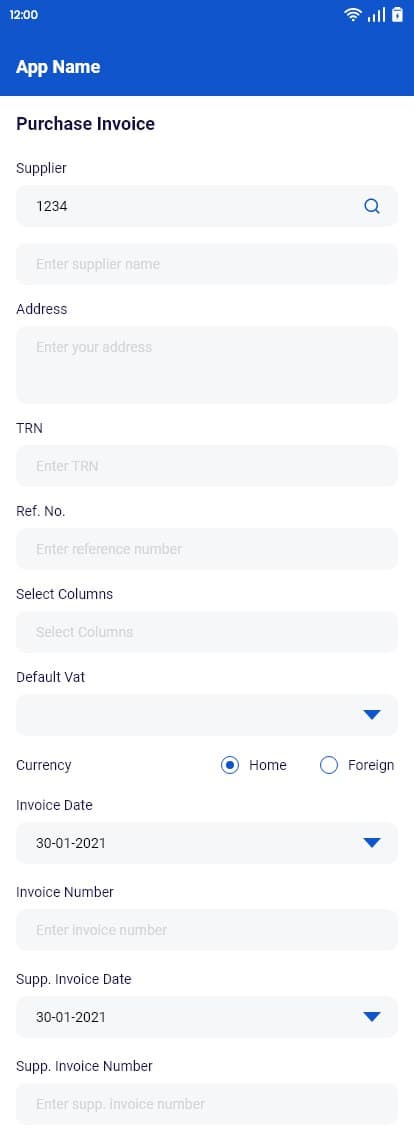 12:00
App Name
Purchase Invoice
Supplier
1234
Enter supplier name
Address
Enter your address
TRN
Enter TRN
Ref. No.
Enter reference number
Select Columns
Select Columns
Default Vat
Currency Home Foreign
Invoice Date
30-01-2021
Invoice Number
Enter invoice number
Supp. Invoice Date
30-01-2021
Supp. Invoice Number
Enter supp. invoice number